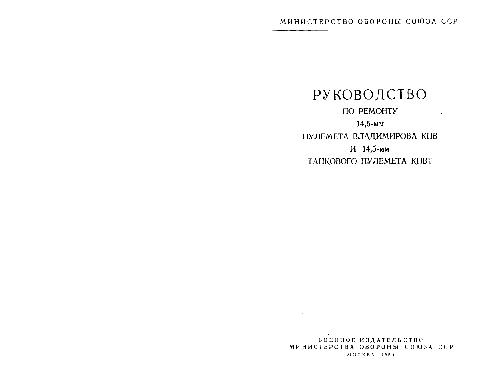 МИНИСТЕРСТВО ОБОРОНЫ СОЮЗА ССР
РУКОВОДСТВО
ПО РЕМОНТУ
14,5-мм
ПУЛЕМЕТА ВЛАДИМИРОВА КПВ
И 14,5-мм
ТАНКОВОГО ПУЛЕМЕТА КПВТ
ВОЕННОЕ ИЗДАТЕЛЬСТВО
МИНИСТЕРСТВА ОБОРОНЫ СОЮЗА ССР
МОСКВА